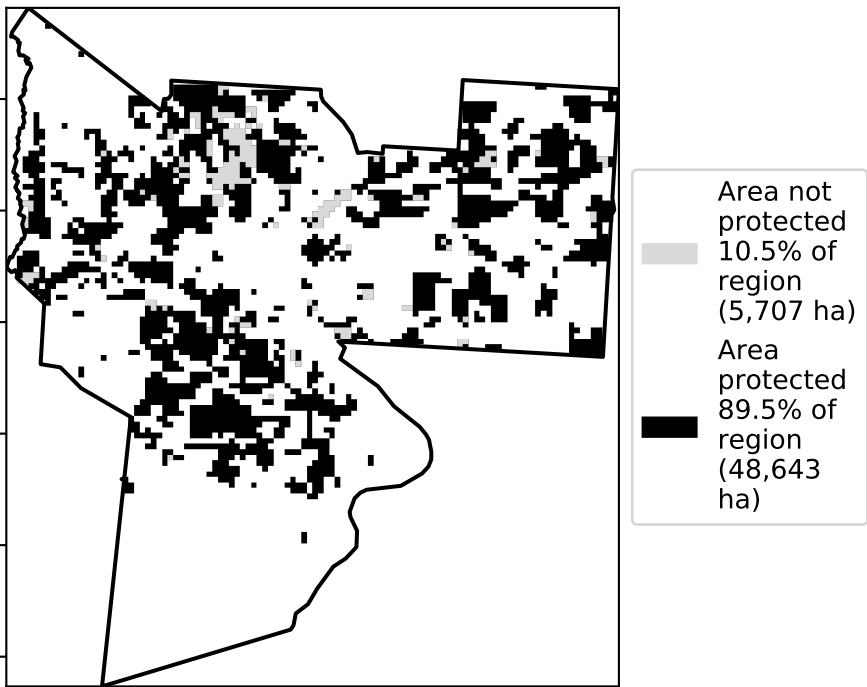 Area not
protected
10.5% of
region
(5,707 ha)
Area
protected
89.5% of
region
(48,643
ha)